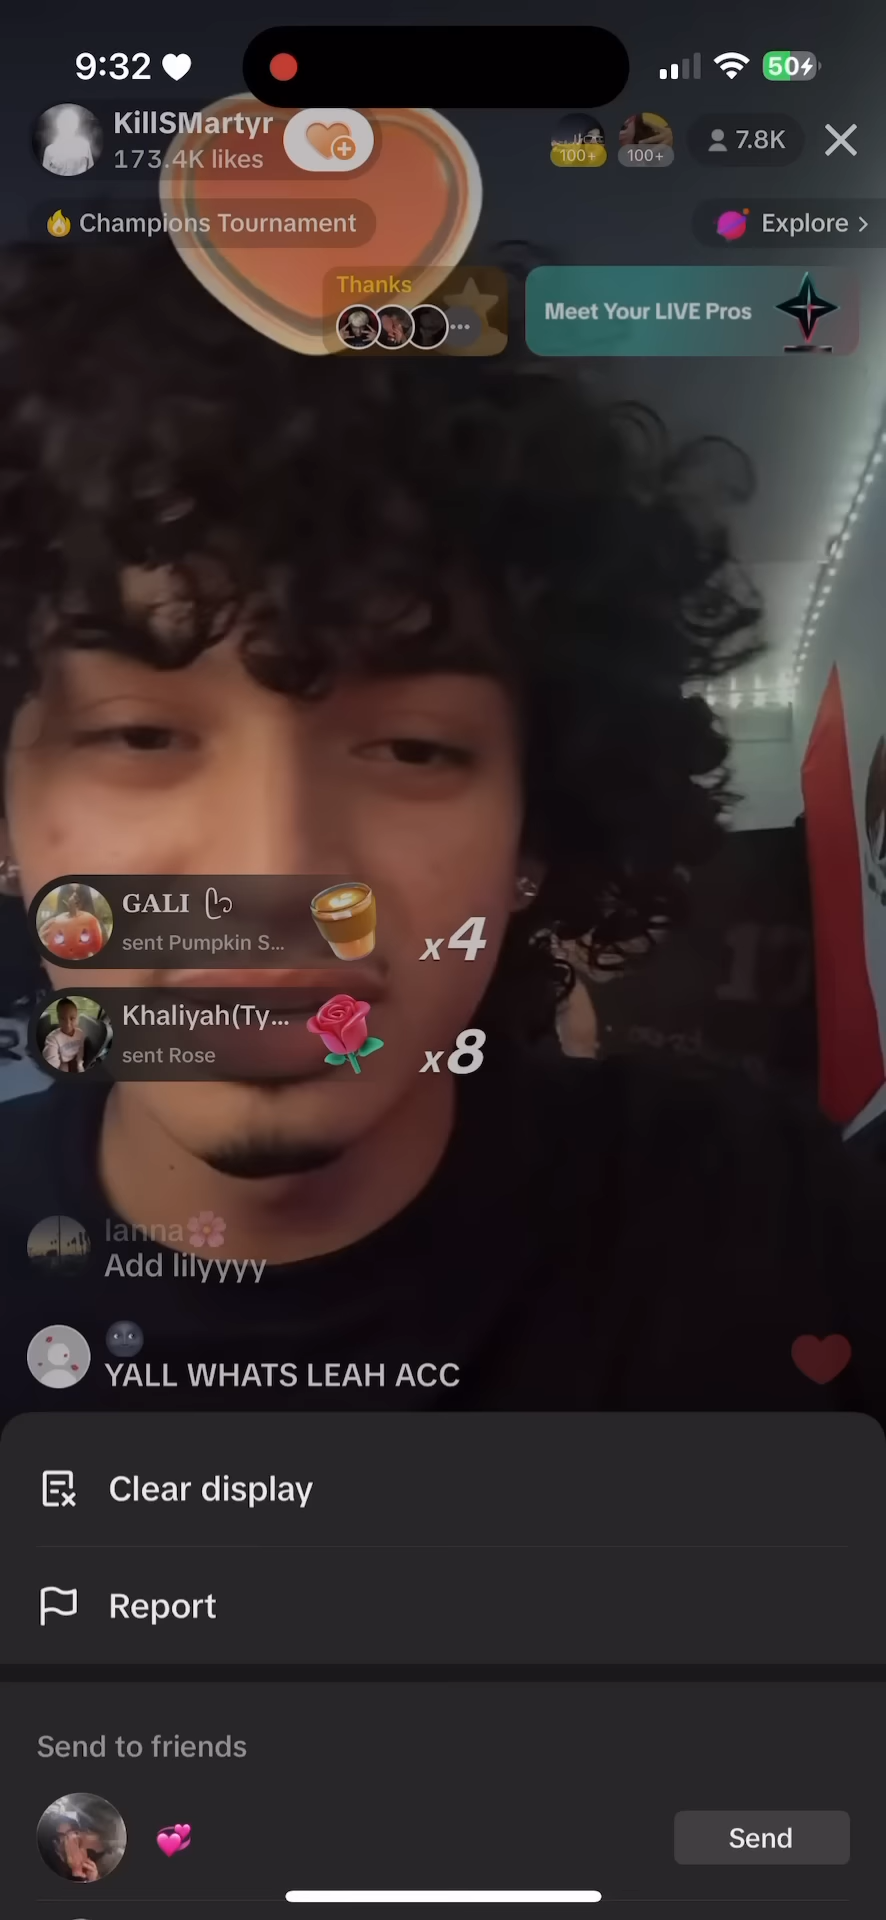 9:32
50
KillSMartyr
173.4K likes
100+
100+
7.8K
Champions Tournament
Explore >
Thanks
Meet Your LIVE Pros
GALI
sent Pumpkin S...
x4
Khaliyah(Ty...
sent Rose
x8
Ianna🌸
Add lilyyyy
🌚
YALL WHATS LEAH ACC
Clear display
Report
Send to friends
💞
Send